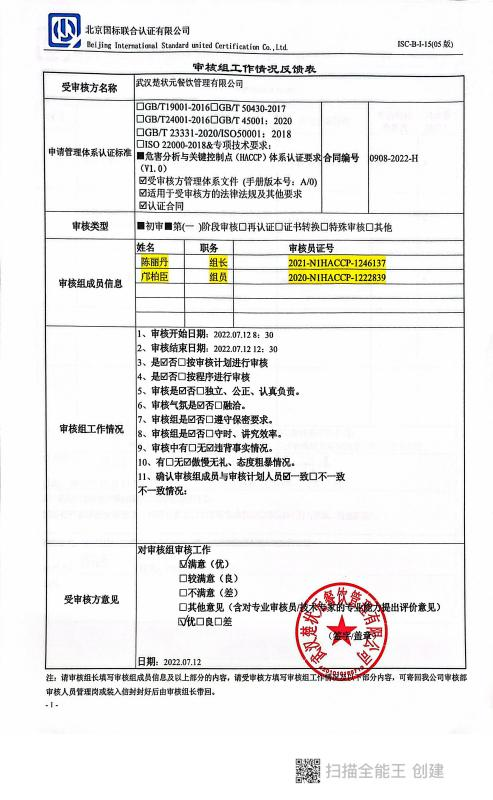 北京国标联合认证有限公司
Beijing International Standard united Certification Co.,Ltd.
ISC-B-I-15(05 版)
审核组工作情况反馈表
受审核方名称 武汉楚状元餐饮管理有限公司
申请管理体系认证标准
□GB/T19001-2016□GB/T 50430-2017
□GB/T24001-2016□GB/T 45001：2020
□GB/T 23331-2020/ISO50001：2018
□ISO 22000-2018&专项技术要求：
■危害分析与关键控制点（HACCP）体系认证要求
（V1.0）
☑受审核方管理体系文件（手册版本号：A/0)
☑适用于受审核方的法律法规及其他要求
☑认证合同
合同编号 0908-2022-H
审核类型 ■初审■第(一 )阶段审核□再认证□证书转换□特殊审核□其他
审核组成员信息
姓名 职务 审核员证号
陈丽丹 组长 2021-N1HACCP-1246137
邝柏臣 组员 2020-N1HACCP-1222839
审核组工作情况
1、审核开始日期：2022.07.12 8：30
2、审核结束日期：2022.07.12 12：30
3、是☑否□按审核计划进行审核
4、是☑否□按程序进行审核
5、审核是☑否□独立、公正、认真负责。
6、审核气氛是☑否□融洽。
7、审核组是☑否□遵守保密要求。
8、审核组是☑否□守时、讲究效率。
9、审核中有□无☑违背事实情况。
10、有□无☑傲慢无礼、态度粗暴情况。
11、确认审核组成员与审核计划人员☑一致□不一致
不一致情况：
受审核方意见
对审核组审核工作
☑满意（优）
□较满意（良）
□不满意（差）
□其他意见（含对专业审核员/技术专家的专业能力提出评价意见）
☑优□良□差
（签字/盖章）
武汉楚状元餐饮管理有限公司
日期：2022.07.12
注：请审核组长填写审核组成员信息及以上部分的内容，请受审核方填写审核组工作情况及以下部分内容，可寄回我公司审核部
审核人员管理岗或装入信封封好后由审核组长带回。
- 1 -
扫描全能王 创建